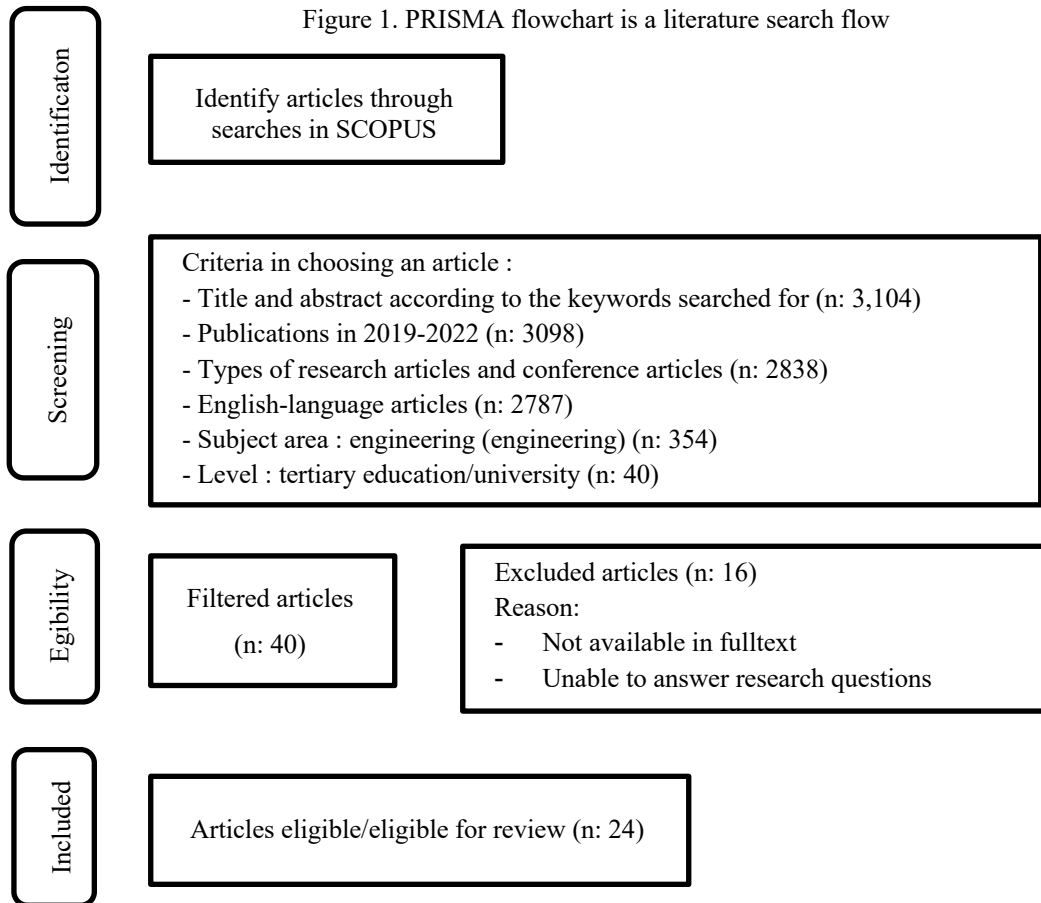 Figure 1. PRISMA flowchart is a literature search flow
Identificaton
Identify articles through
searches in SCOPUS
Screening
Criteria in choosing an article :
- Title and abstract according to the keywords searched for (n: 3,104)
- Publications in 2019-2022 (n: 3098)
- Types of research articles and conference articles (n: 2838)
- English-language articles (n: 2787)
- Subject area : engineering (engineering) (n: 354)
- Level : tertiary education/university (n: 40)
Egibility
Filtered articles
(n: 40)
Excluded articles (n: 16)
Reason:
- Not available in fulltext
- Unable to answer research questions
Included
Articles eligible/eligible for review (n: 24)